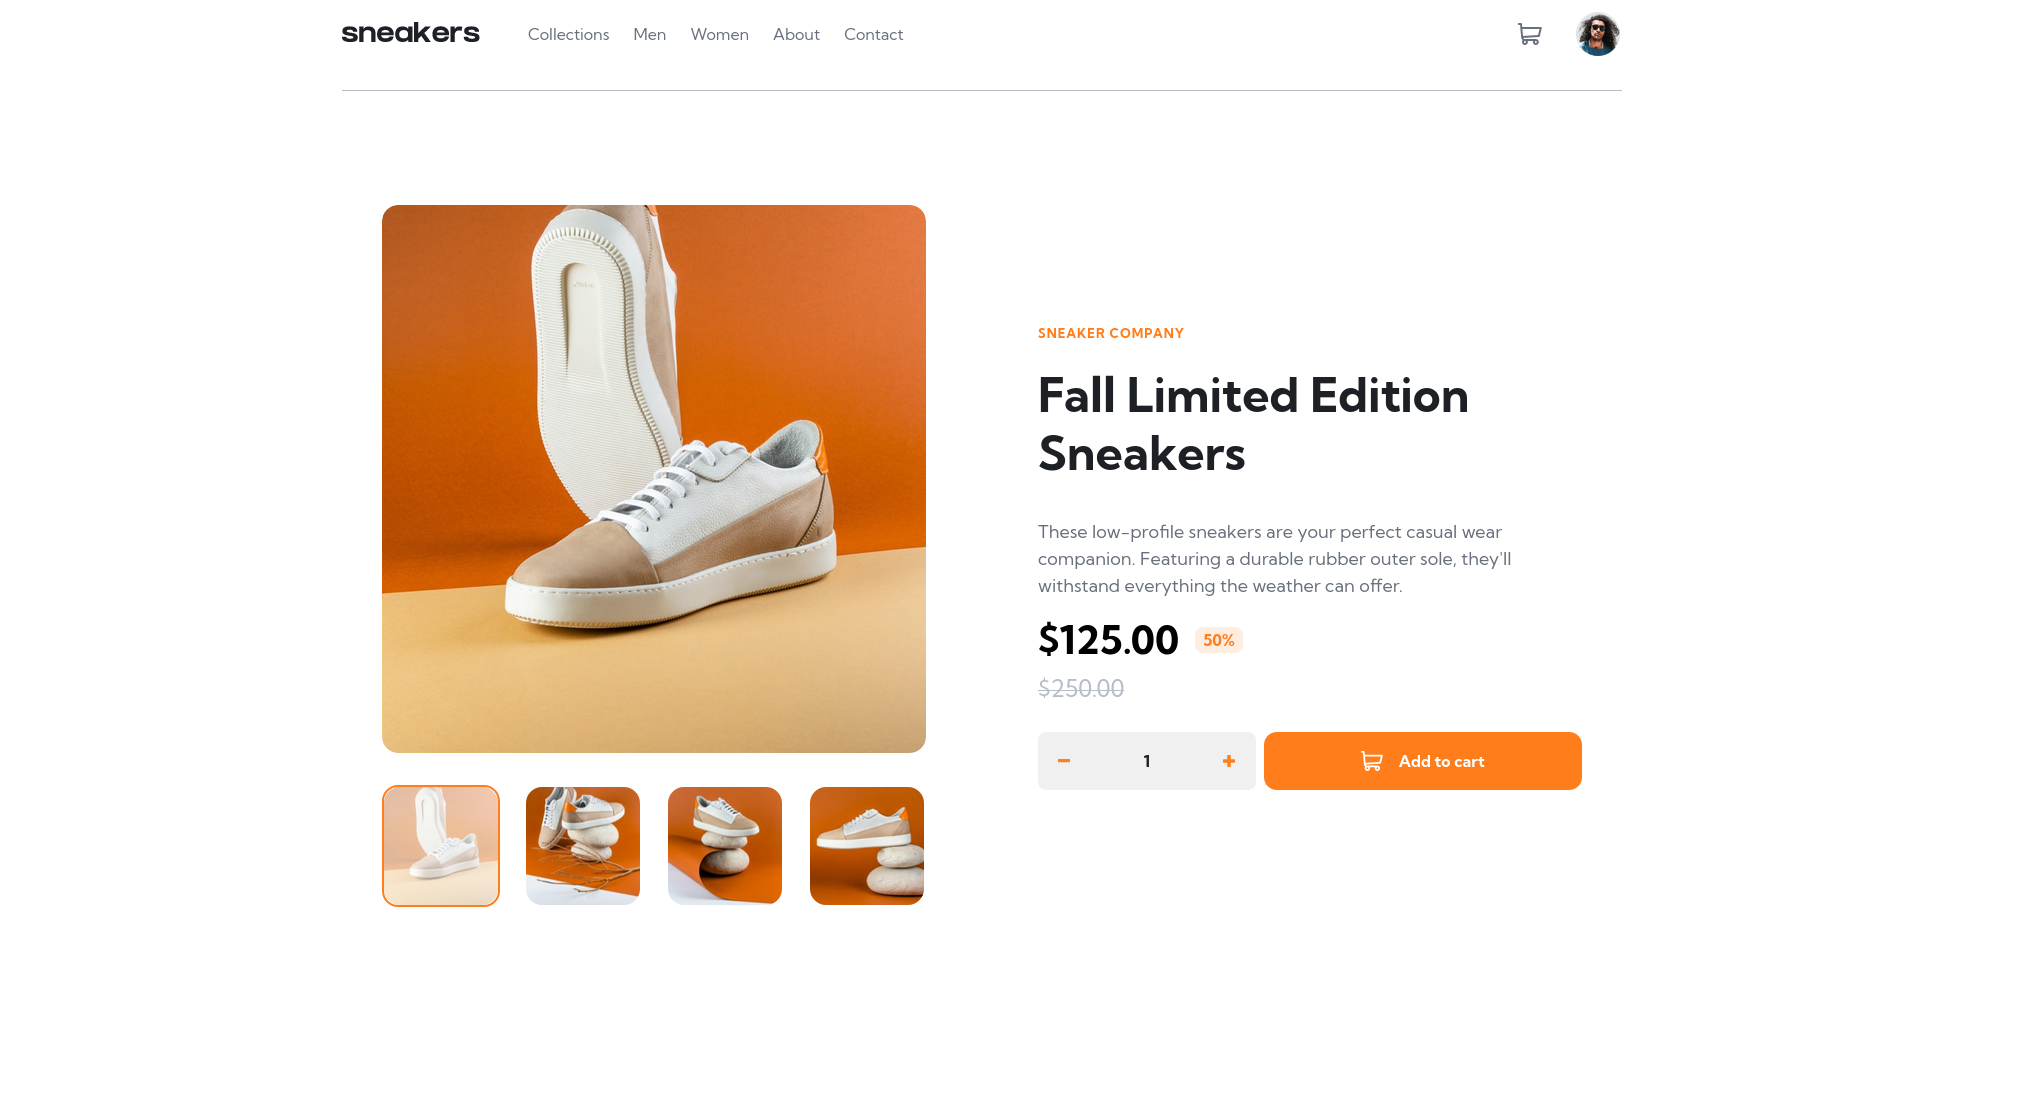 sneakers
Collections Men Women About Contact
SNEAKER COMPANY
Fall Limited Edition
Sneakers
These low-profile sneakers are your perfect casual wear
companion. Featuring a durable rubber outer sole, they'll
withstand everything the weather can offer.
$125.00 50%
$250.00
1 Add to cart